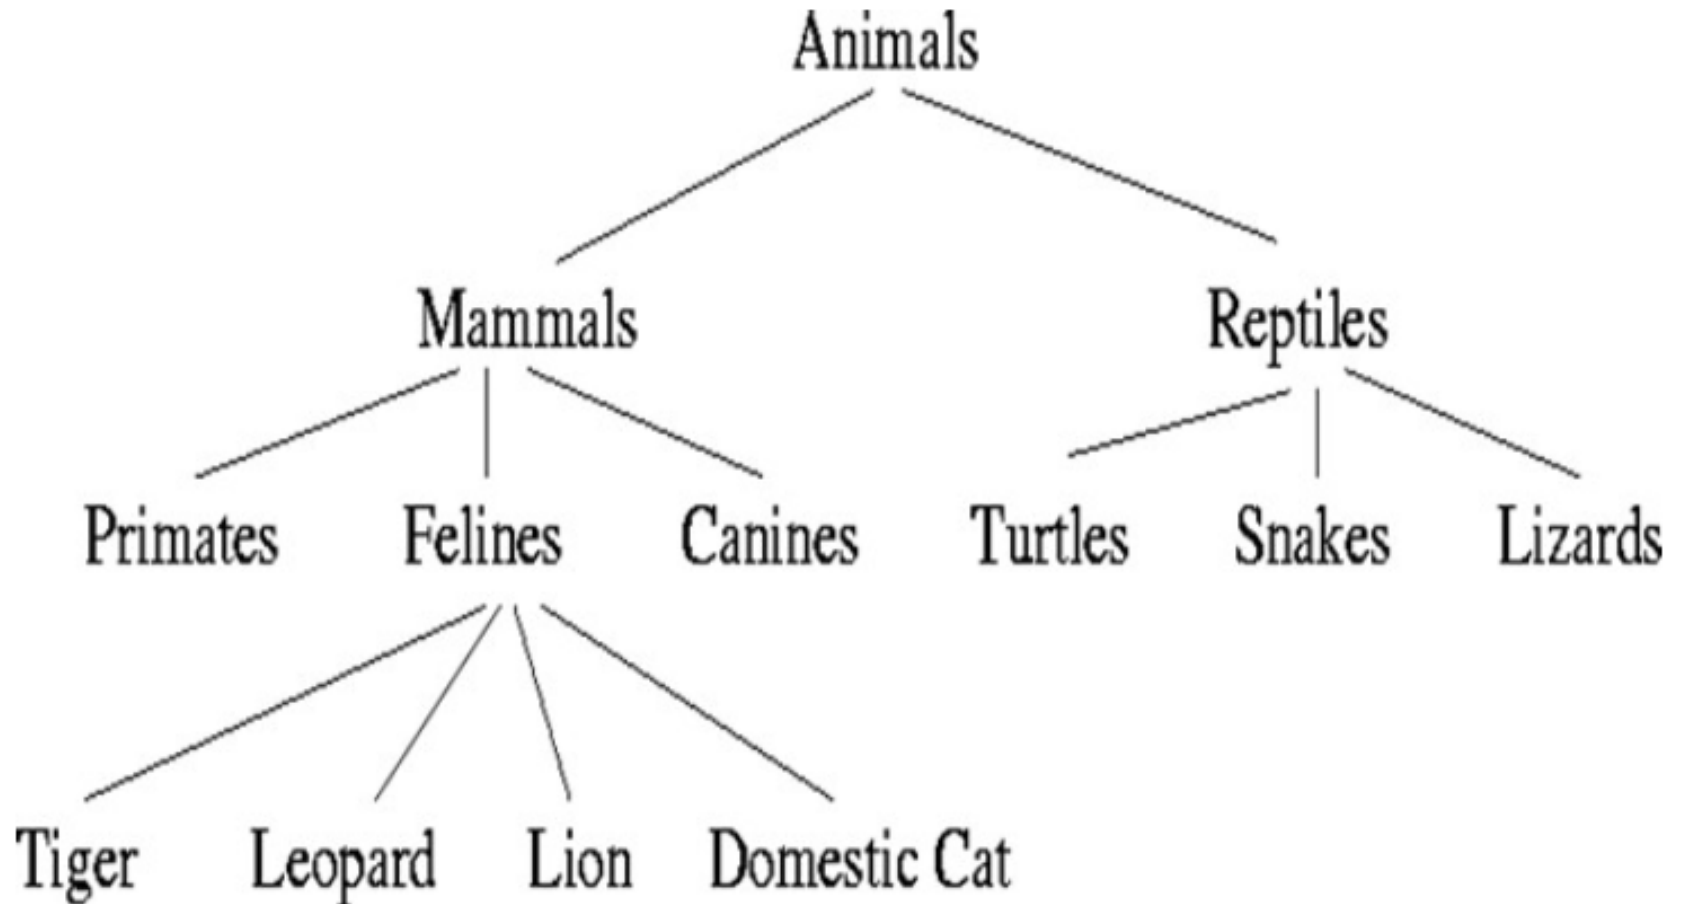 Animals
Mammals Reptiles
Primates Felines Canines Turtles Snakes Lizards
Tiger Leopard Lion Domestic Cat